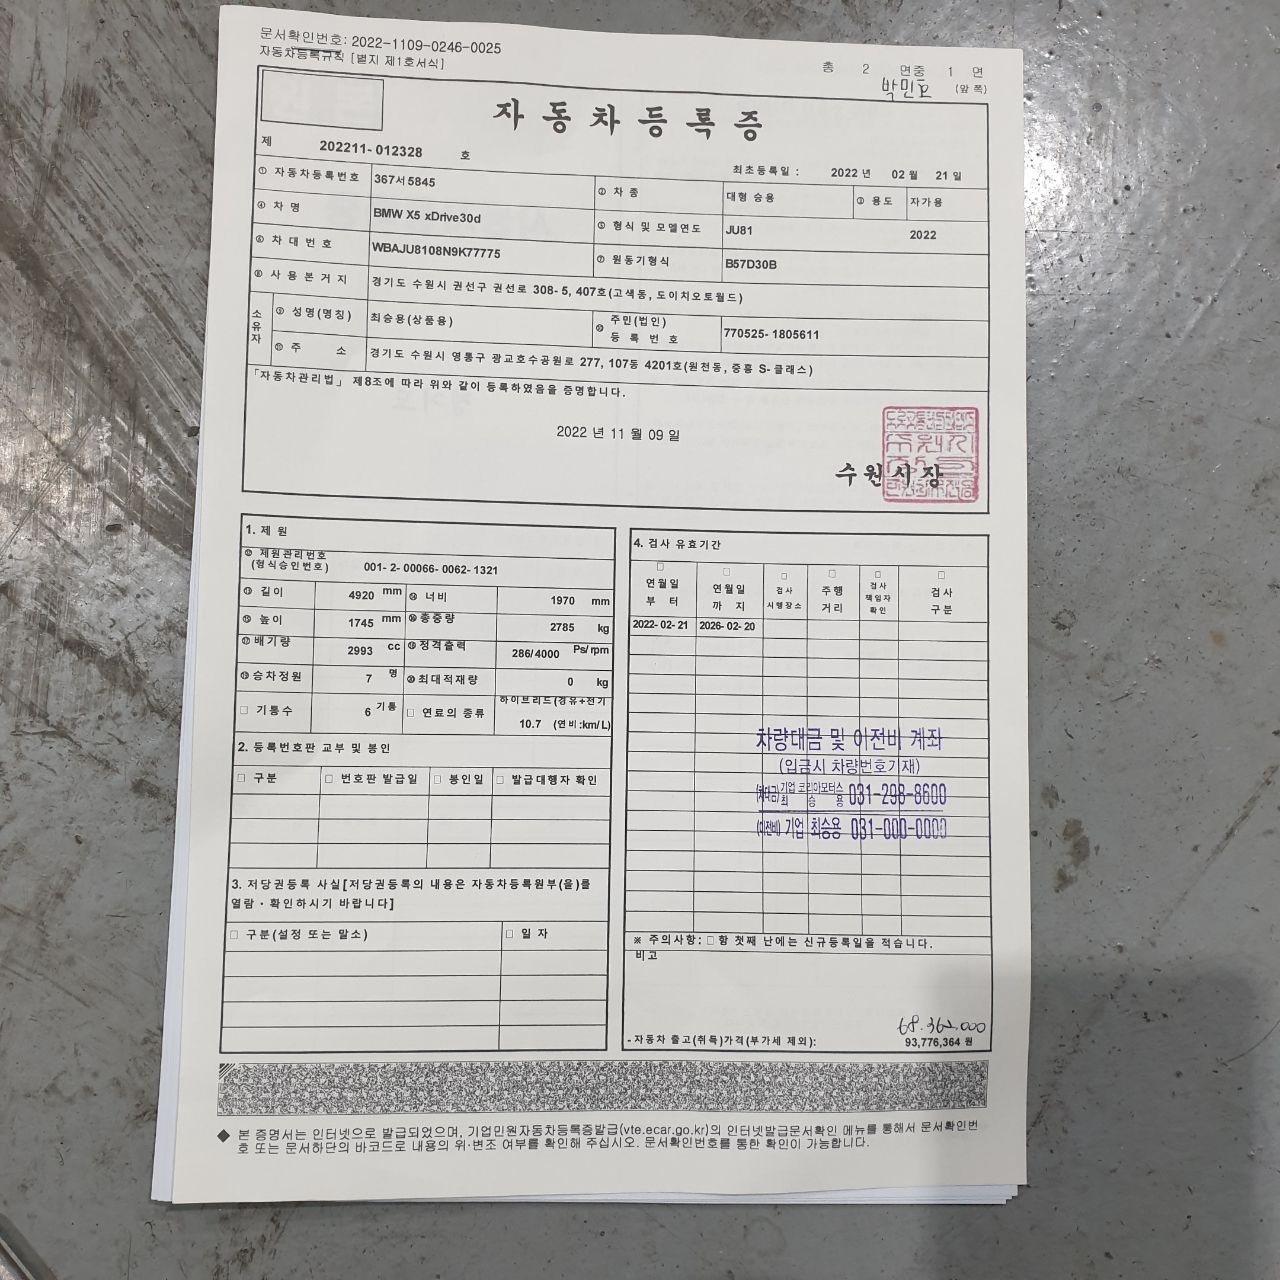 문서확인번호: 2022-1109-0246-0025
자동차등록규칙 [별지 제1호서식]
총 2 면중 1 면
박민효
(앞 쪽)
자동차등록증
제 202211-012328 호
최초등록일 : 2022 년 02 월 21 일
① 자동차등록번호 367서5845 ② 차 종 대형 승용 ③ 용도 자가용
④ 차 명 BMW X5 xDrive30d ⑤ 형식 및 모델연도 JU81 2022
⑥ 차 대 번 호 WBAJU8108N9K77775 ⑦ 원동기형식 B57D30B
⑧ 사 용 본 거 지 경기도 수원시 권선구 권선로 308-5, 407호(고색동, 도이치오토월드)
소유자 ⑨ 성명(명칭) 최승용(상품용) ⑩ 주민(법인)등 록 번 호 770525-1805611
⑪ 주 소 경기도 수원시 영통구 광교호수공원로 277, 107동 4201호(원천동, 중흥 S-클래스)
「자동차관리법」 제8조에 따라 위와 같이 등록하였음을 증명합니다.
2022 년 11 월 09 일
수원시장
1. 제 원
⑫ 제원관리번호
(형식승인번호) 001-2-00066-0062-1321
⑬ 길이 4920 mm ⑭ 너비 1970 mm
⑮ 높이 1745 mm ⑯ 총중량 2785 kg
⑰ 배기량 2993 cc ⑱ 정격출력 286/4000 Ps/rpm
⑲ 승차정원 7 명 ⑳ 최대적재량 0 kg
□ 기통수 6 기통 □ 연료의 종류 하이브리드(경유+전기
10.7 (연비:km/L)
2. 등록번호판 교부 및 봉인
□ 구분 □ 번호판 발급일 □ 봉인일 □ 발급대행자 확인
3. 저당권등록 사실[저당권등록의 내용은 자동차등록원부(을)를
열람·확인하시기 바랍니다]
□ 구분(설정 또는 말소) □ 일 자
4. 검사 유효기간
□ 연월일 부 터 □ 연월일 까 지 □ 검사 시행장소 □ 주행 거리 □ 검사 책임자 확인 □ 검사 구분
2022-02-21 2026-02-20
차량대금 및 이전비 계좌
(입금시 차량번호기재)
(차대금) 기업 코리아모터스 최 승 용 031-298-8600
(이전비) 기업 최승용 031-000-0000
※ 주의사항: □ 항 첫째 난에는 신규등록일을 적습니다.
비고
68.362.000
-자동차 출고(취득)가격(부가세 제외): 93,776,364 원
◆ 본 증명서는 인터넷으로 발급되었으며, 기업민원자동차등록증발급(vte.ecar.go.kr)의 인터넷발급문서확인 메뉴를 통해서 문서확인번
호 또는 문서하단의 바코드로 내용의 위·변조 여부를 확인해 주십시오. 문서확인번호를 통한 확인이 가능합니다.